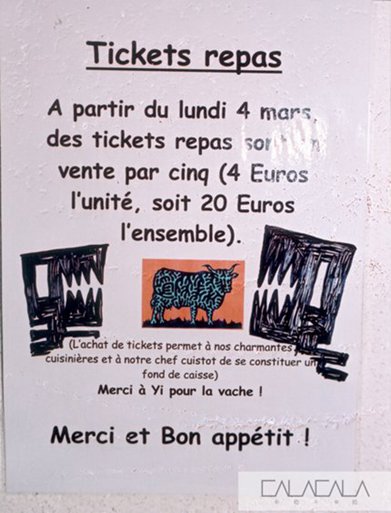 Tickets repas
A partir du lundi 4 mars,
des tickets repas
vente par cinq (4 Euros
l'unité, soit 20 Euros
l'ensemble).
(L'achat de tickets permet à nos charmantes
cuisinières et à notre chef cuistot de se constituer un
fond de caisse)
Merci à Yi pour la vache !
Merci et Bon appétit !
CALACALA